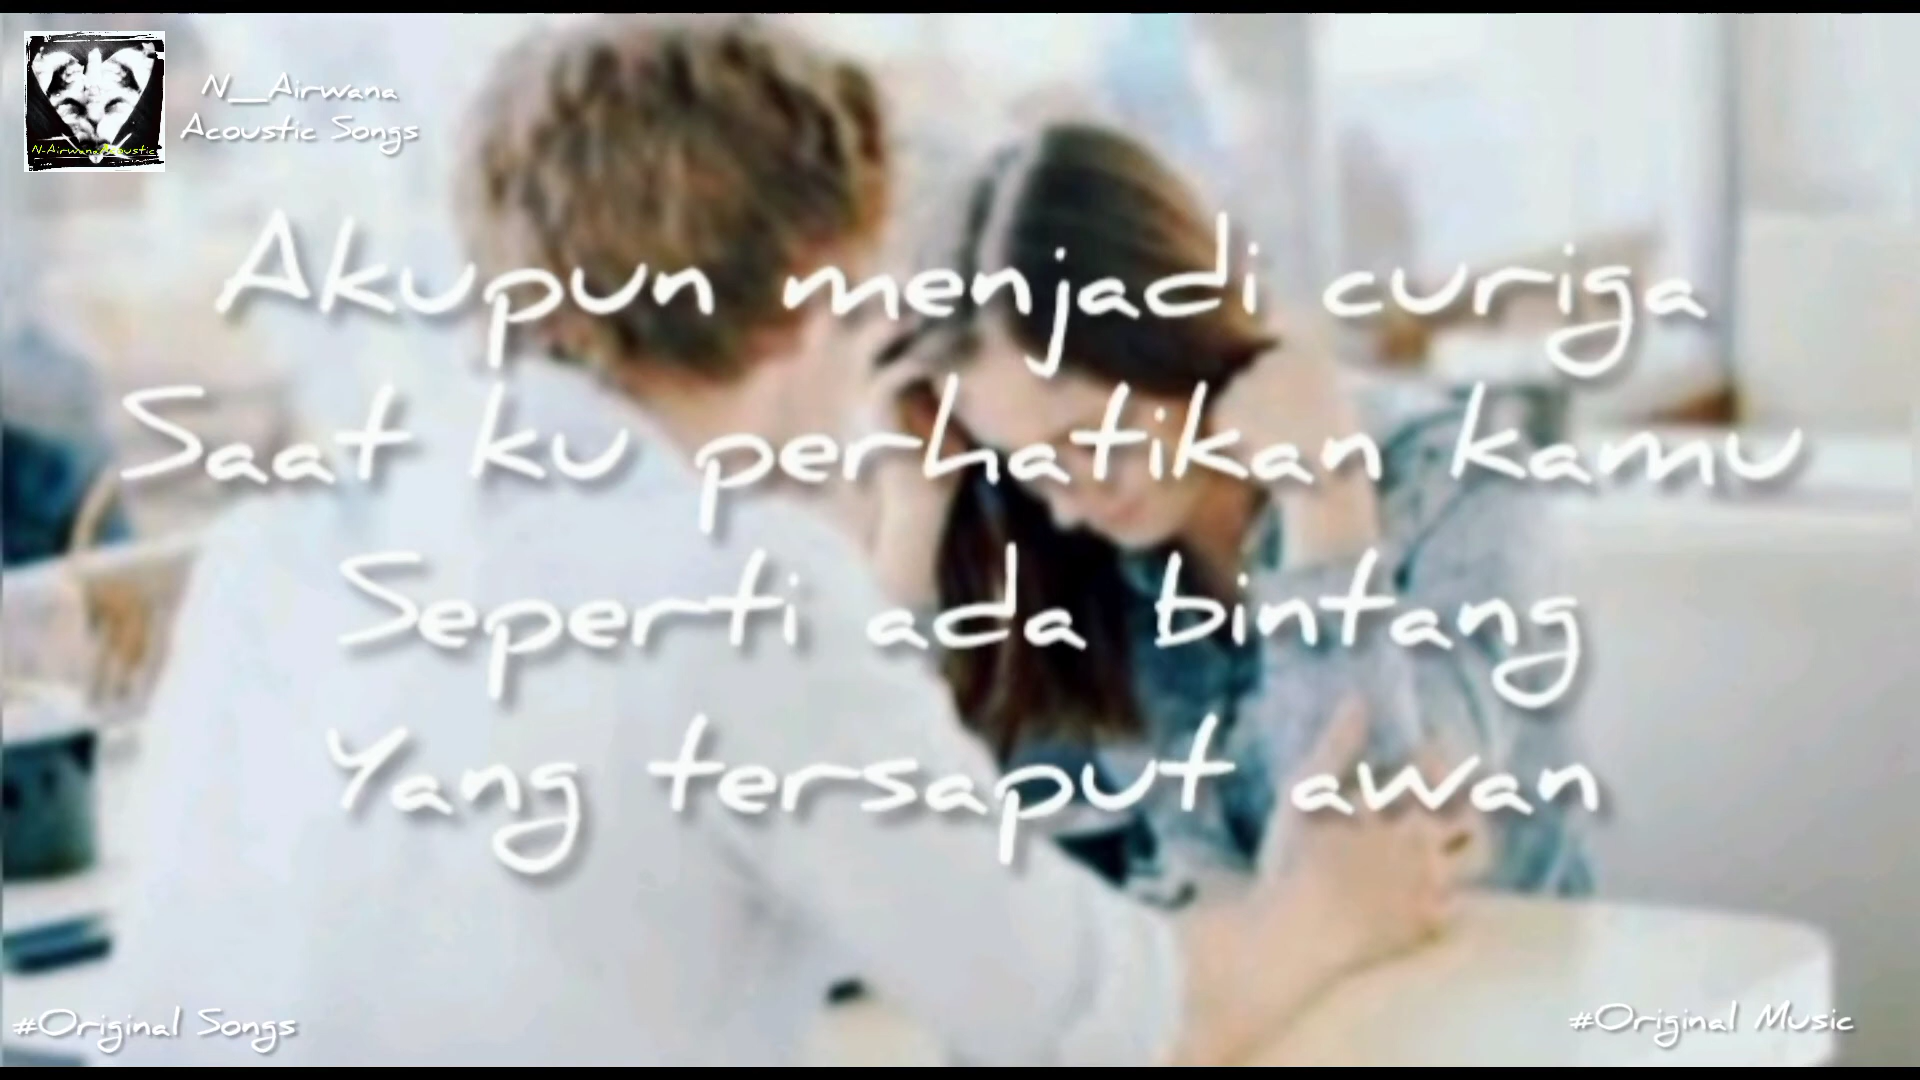 N_Airwana
Acoustic Songs
N-AirwanaAcoustic
Akupun menjadi curiga
Saat ku perhatikan kamu
Seperti ada bintang
Yang tersaput awan
#Original Songs
#Original Music